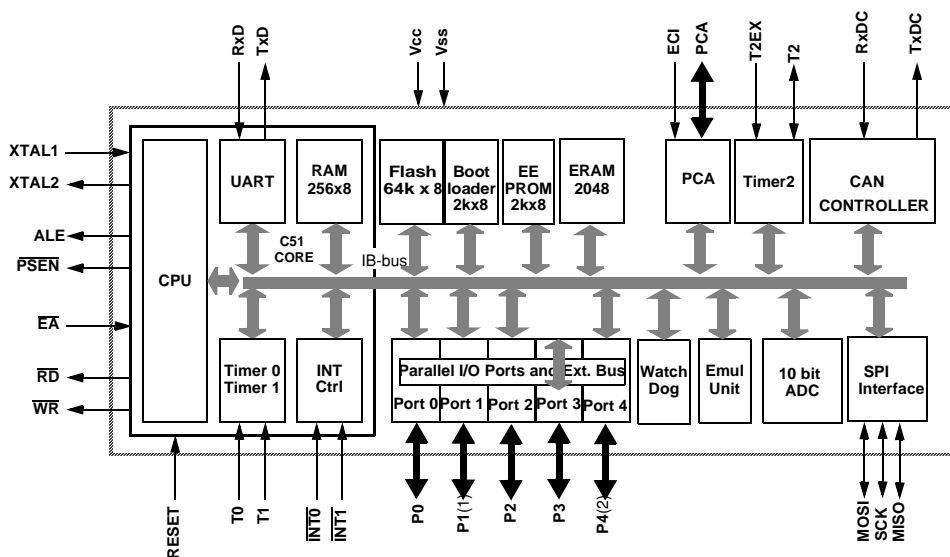 RxD
TxD
Vcc
Vss
ECI
PCA
T2EX
T2
RxDC
TxDC
XTAL1
XTAL2
ALE
PSEN
EA
RD
WR
CPU
UART
RAM
256x8
C51
CORE
IB-bus
Flash
64k x 8
Boot
loader
2kx8
EE
PROM
2kx8
ERAM
2048
PCA
Timer2
CAN
CONTROLLER
Timer 0
Timer 1
INT
Ctrl
Parallel I/O Ports and Ext. Bus
Port 0
Port 1
Port 2
Port 3
Port 4
Watch
Dog
Emul
Unit
10 bit
ADC
SPI
Interface
RESET
T0
T1
INT0
INT1
P0
P1(1)
P2
P3
P4(2)
MOSI
SCK
MISO